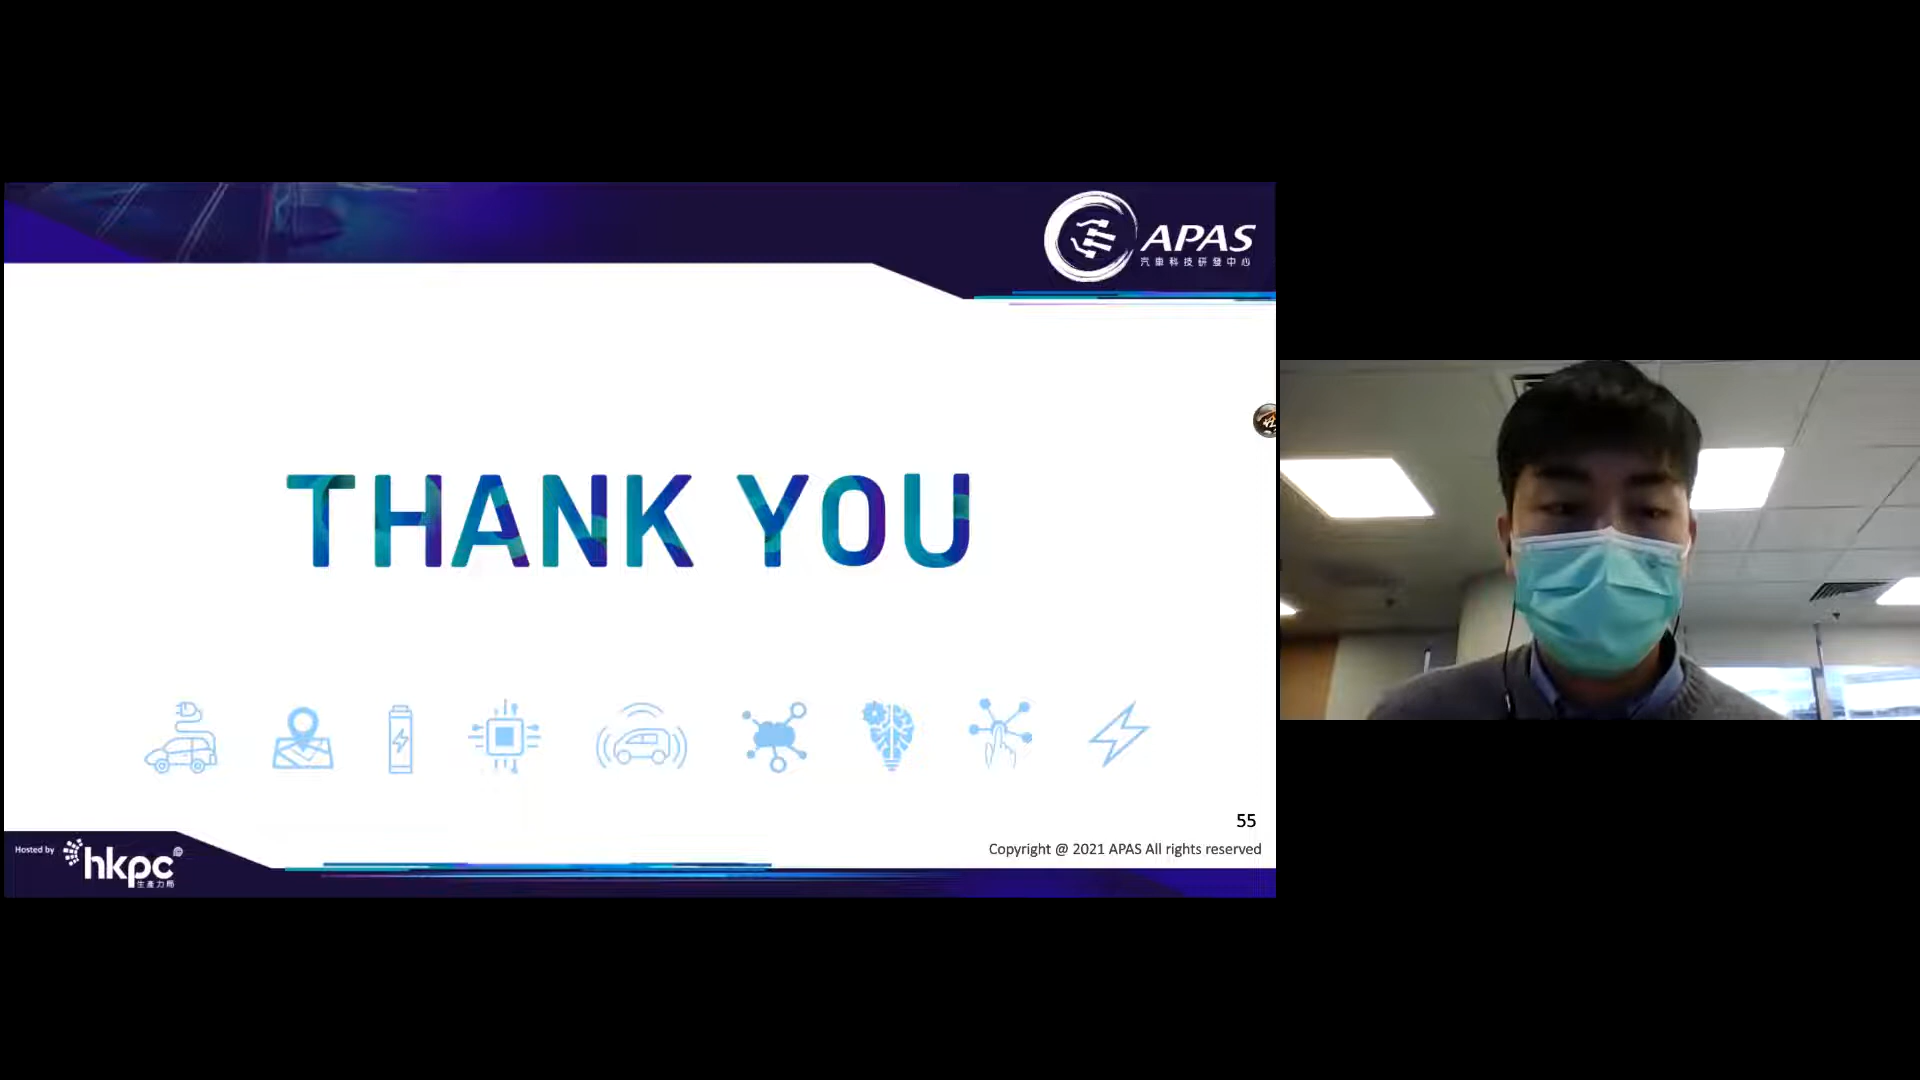 APAS
汽車科技研發中心
THANK YOU
55
Copyright @ 2021 APAS All rights reserved
Hosted by
hkpc
生產力局